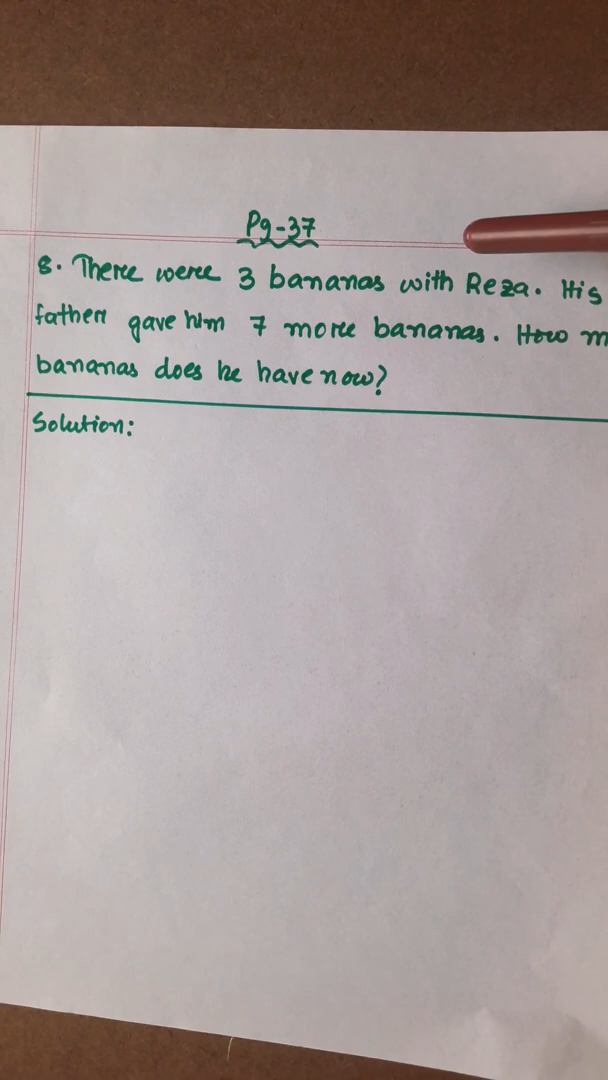 Pg-37
8. There were 3 bananas with Reza. His
father gave him 7 more bananas. How m
bananas does he have now?
Solution: